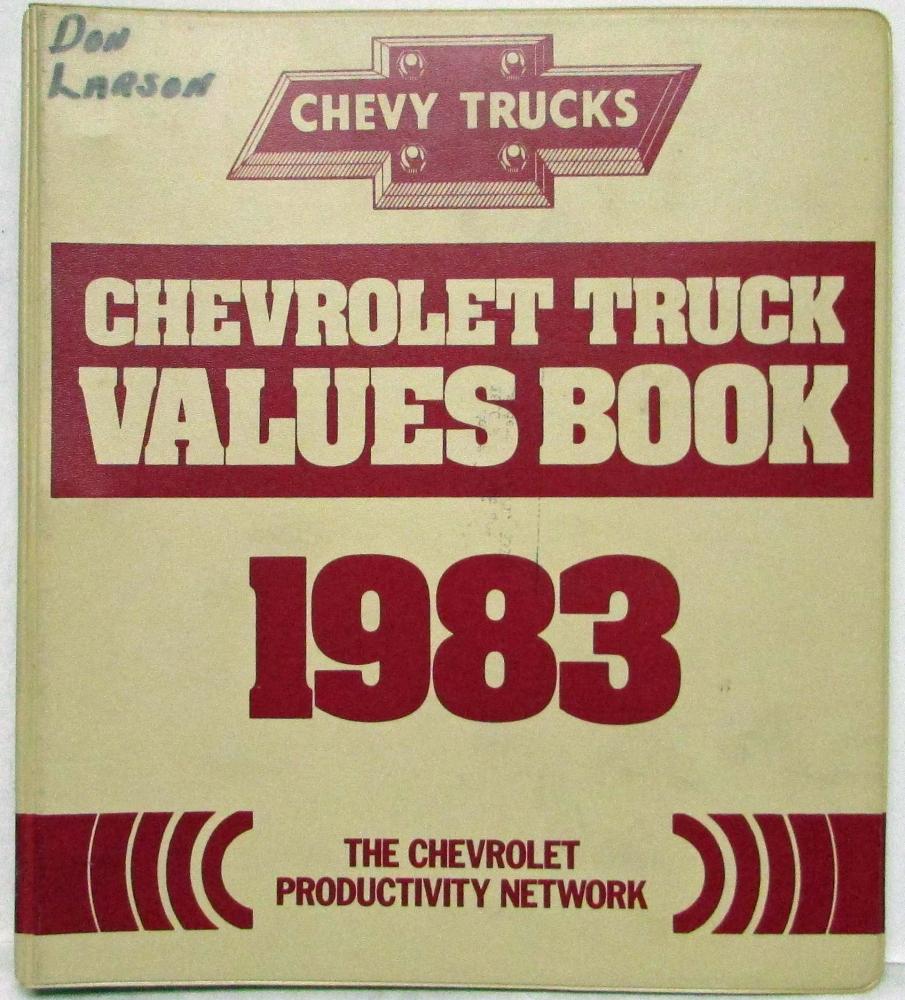 Don
Larson
CHEVY TRUCKS
CHEVROLET TRUCK
VALUES BOOK
1983
THE CHEVROLET
PRODUCTIVITY NETWORK